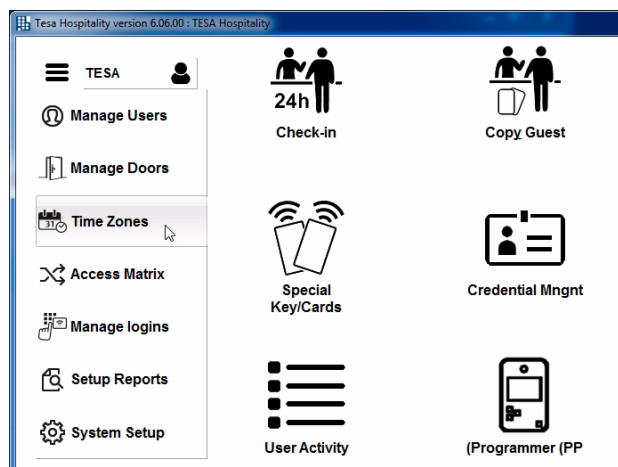 Tesa Hospitality version 6.06.00 : TESA Hospitality
TESA
Manage Users
Manage Doors
31
Time Zones
Access Matrix
Manage logins
Setup Reports
System Setup
24h
Check-in
Copy Guest
Special
Key/Cards
Credential Mngnt
User Activity
(Programmer (PP